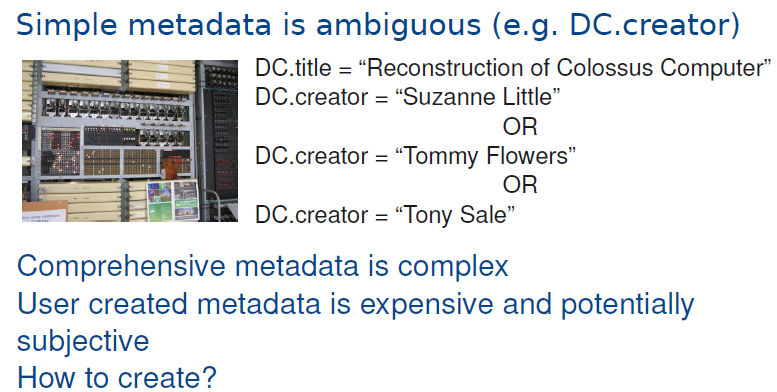 Simple metadata is ambiguous (e.g. DC.creator)
DC.title = “Reconstruction of Colossus Computer”
DC.creator = “Suzanne Little”
OR
DC.creator = “Tommy Flowers”
OR
DC.creator = “Tony Sale”
Comprehensive metadata is complex
User created metadata is expensive and potentially
subjective
How to create?